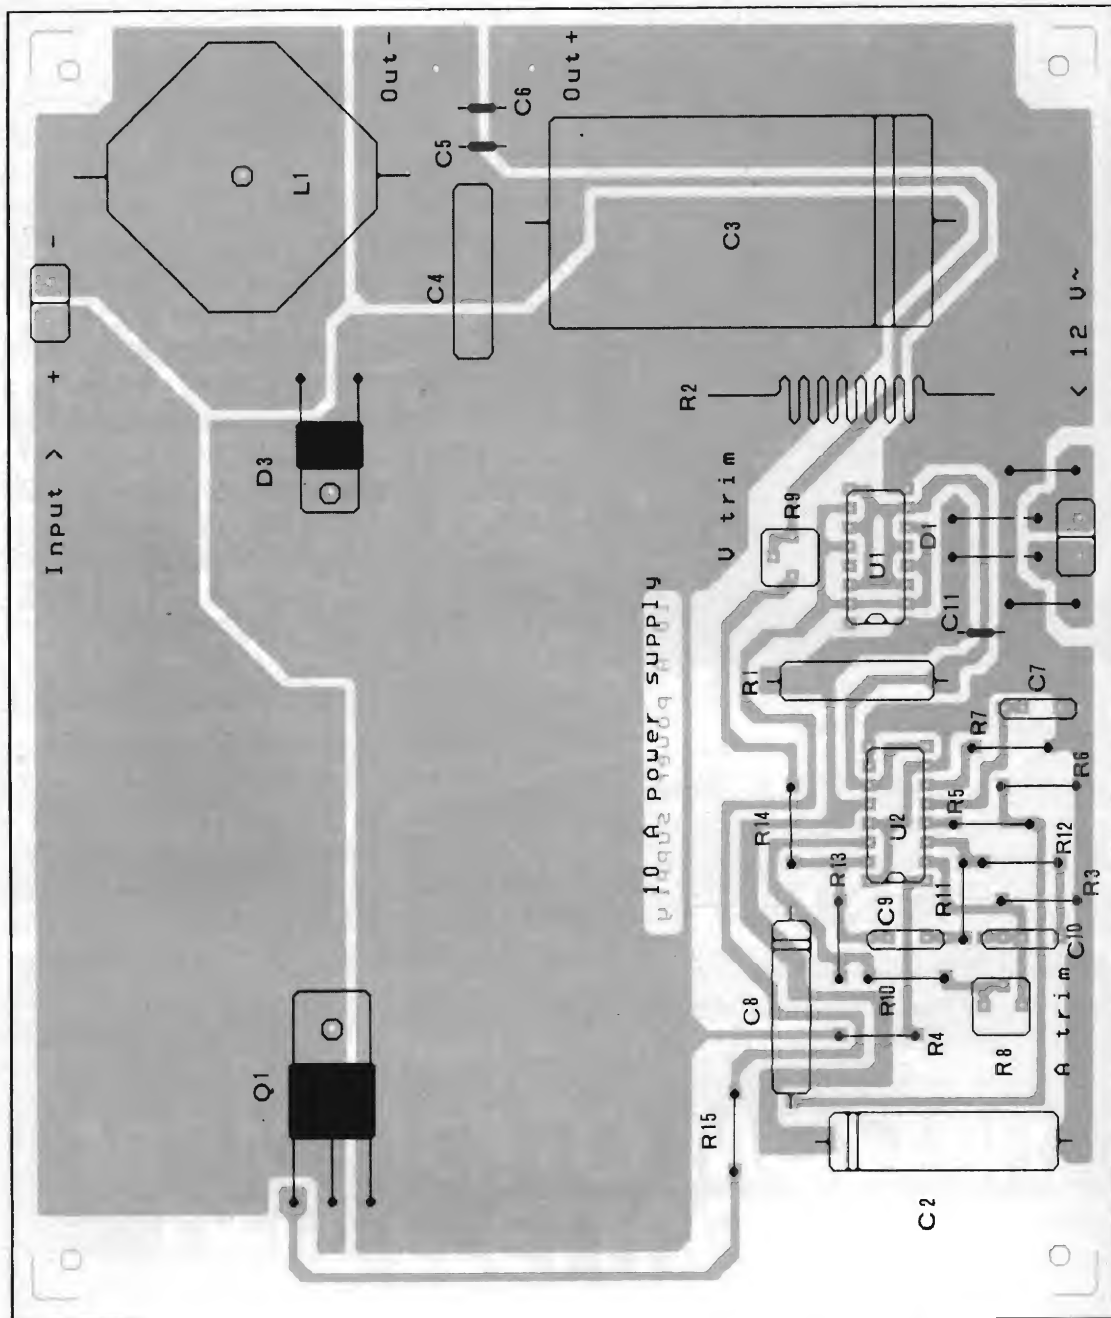 Input > + -
L1
Out-
Out+
C6
C5
C4
C3
D3
R2
< 12 V~
V trim
R9
U1
D1
C11
10 A Power supply
R1
C7
R7
R6
R5
U2
R14
R13
R12
R11
R3
C9
C10
R10
C8
R4
R8
A trim
Q1
R15
C2